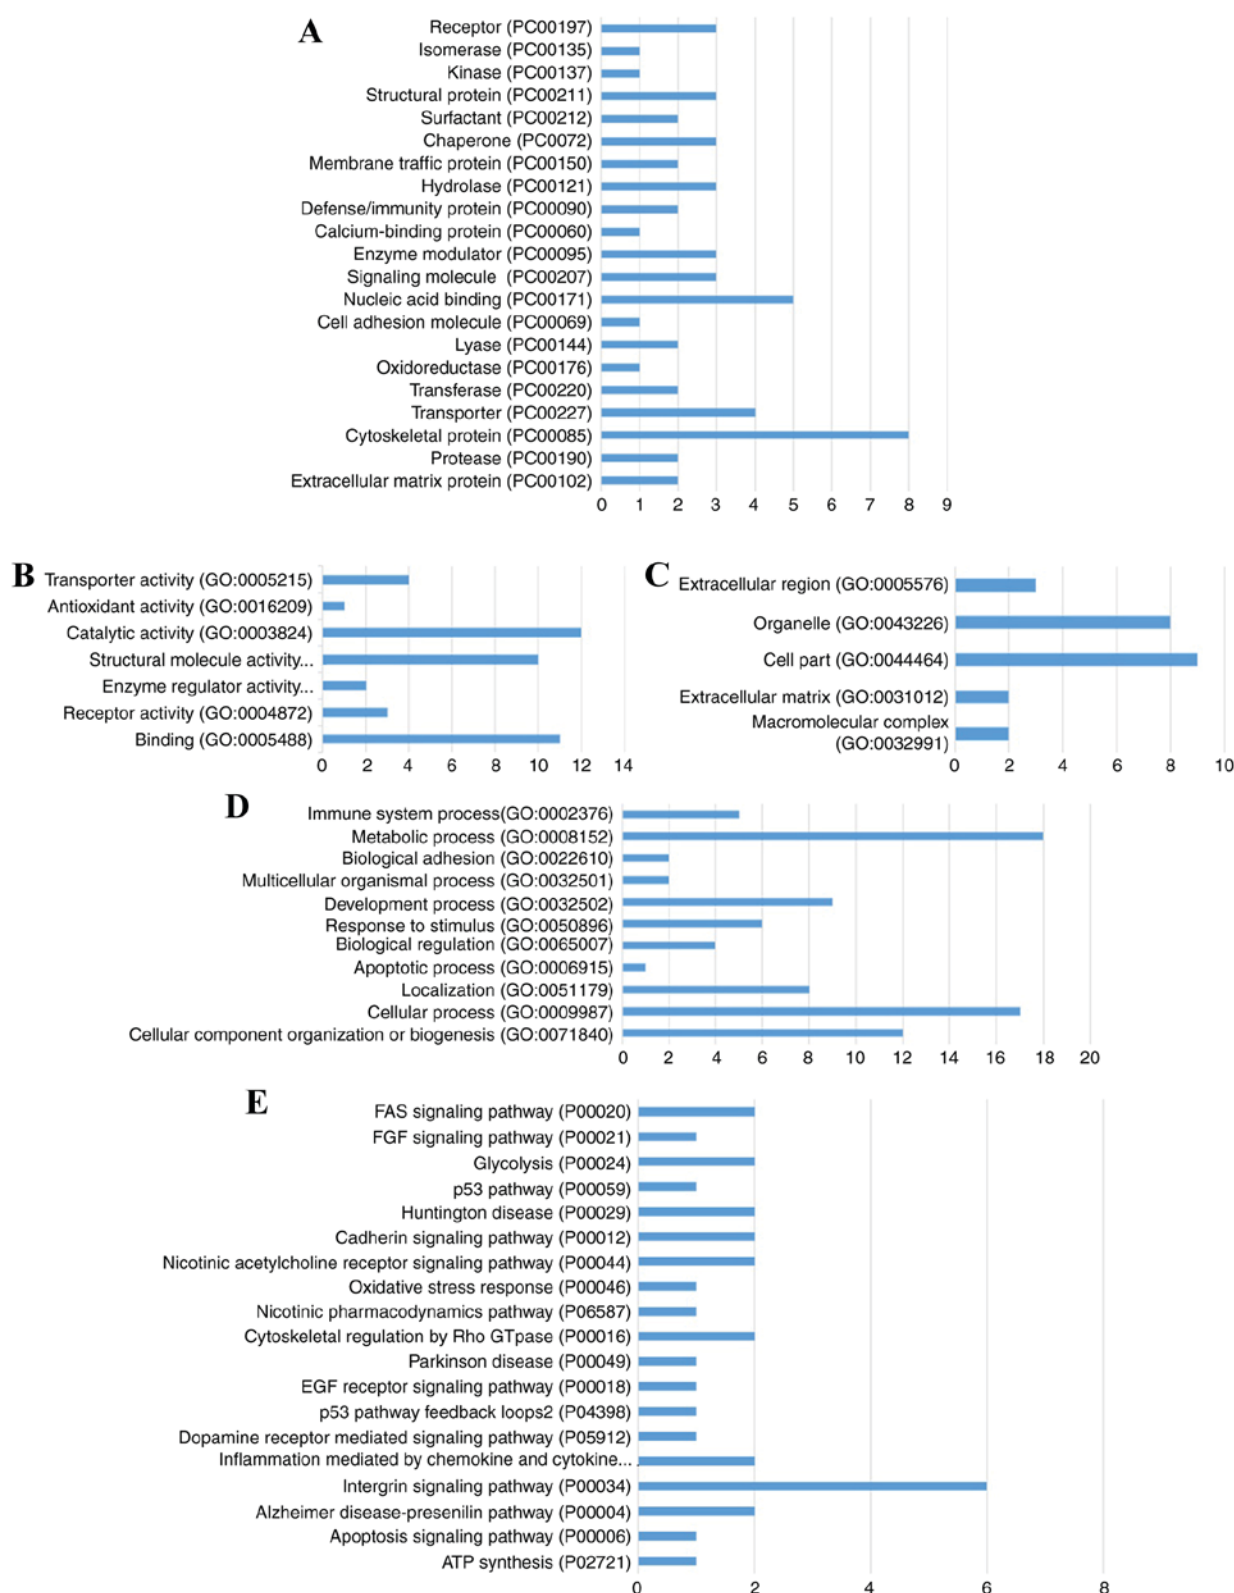 A
Receptor (PC00197)
Isomerase (PC00135)
Kinase (PC00137)
Structural protein (PC00211)
Surfactant (PC00212)
Chaperone (PC0072)
Membrane traffic protein (PC00150)
Hydrolase (PC00121)
Defense/immunity protein (PC00090)
Calcium-binding protein (PC00060)
Enzyme modulator (PC00095)
Signaling molecule (PC00207)
Nucleic acid binding (PC00171)
Cell adhesion molecule (PC00069)
Lyase (PC00144)
Oxidoreductase (PC00176)
Transferase (PC00220)
Transporter (PC00227)
Cytoskeletal protein (PC00085)
Protease (PC00190)
Extracellular matrix protein (PC00102)
0 1 2 3 4 5 6 7 8 9
B
Transporter activity (GO:0005215)
Antioxidant activity (GO:0016209)
Catalytic activity (GO:0003824)
Structural molecule activity...
Enzyme regulator activity...
Receptor activity (GO:0004872)
Binding (GO:0005488)
0 2 4 6 8 10 12 14
C
Extracellular region (GO:0005576)
Organelle (GO:0043226)
Cell part (GO:0044464)
Extracellular matrix (GO:0031012)
Macromolecular complex
(GO:0032991)
0 2 4 6 8 10
D
Immune system process(GO:0002376)
Metabolic process (GO:0008152)
Biological adhesion (GO:0022610)
Multicellular organismal process (GO:0032501)
Development process (GO:0032502)
Response to stimulus (GO:0050896)
Biological regulation (GO:0065007)
Apoptotic process (GO:0006915)
Localization (GO:0051179)
Cellular process (GO:0009987)
Cellular component organization or biogenesis (GO:0071840)
0 2 4 6 8 10 12 14 16 18 20
E
FAS signaling pathway (P00020)
FGF signaling pathway (P00021)
Glycolysis (P00024)
p53 pathway (P00059)
Huntington disease (P00029)
Cadherin signaling pathway (P00012)
Nicotinic acetylcholine receptor signaling pathway (P00044)
Oxidative stress response (P00046)
Nicotinic pharmacodynamics pathway (P06587)
Cytoskeletal regulation by Rho GTpase (P00016)
Parkinson disease (P00049)
EGF receptor signaling pathway (P00018)
p53 pathway feedback loops2 (P04398)
Dopamine receptor mediated signaling pathway (P05912)
Inflammation mediated by chemokine and cytokine...
Intergrin signaling pathway (P00034)
Alzheimer disease-presenilin pathway (P00004)
Apoptosis signaling pathway (P00006)
ATP synthesis (P02721)
0 2 4 6 8